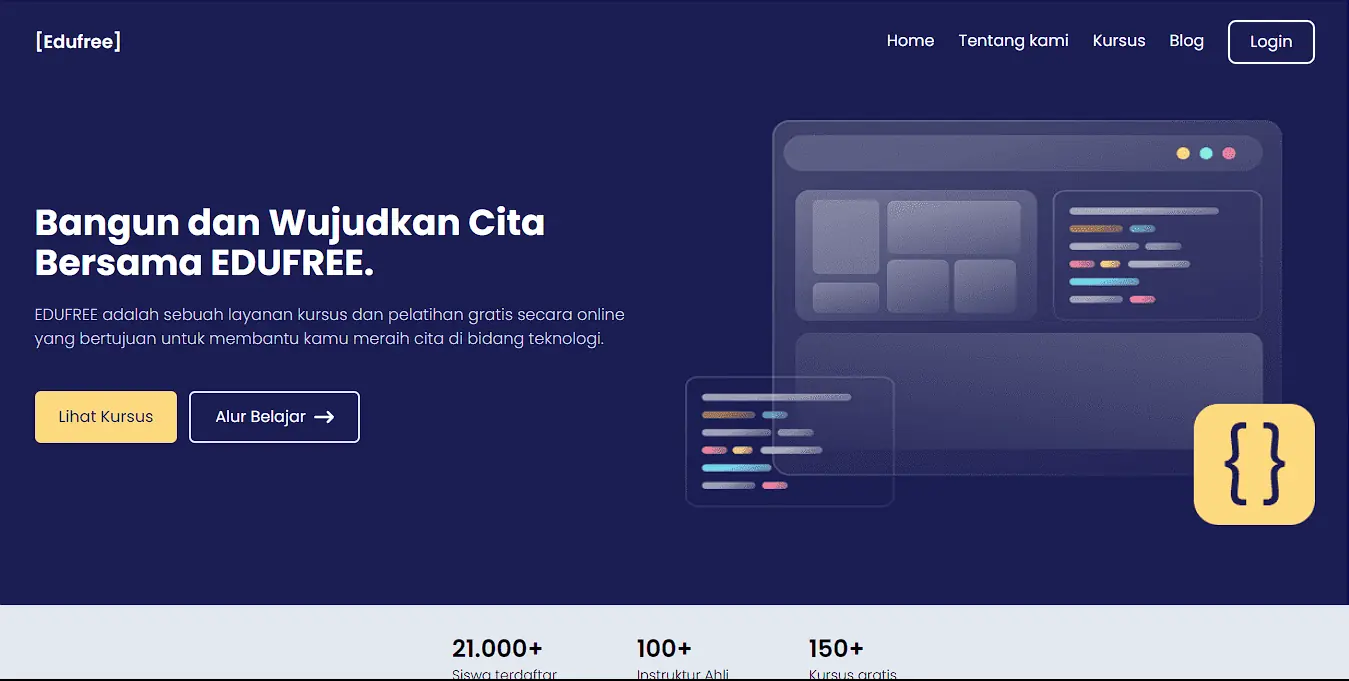 [Edufree]
Home Tentang kami Kursus Blog Login
Bangun dan Wujudkan Cita
Bersama EDUFREE.
EDUFREE adalah sebuah layanan kursus dan pelatihan gratis secara online
yang bertujuan untuk membantu kamu meraih cita di bidang teknologi.
Lihat Kursus Alur Belajar →
{ }
21.000+ 100+ 150+
Siswa terdaftar Instruktur Ahli Kursus gratis